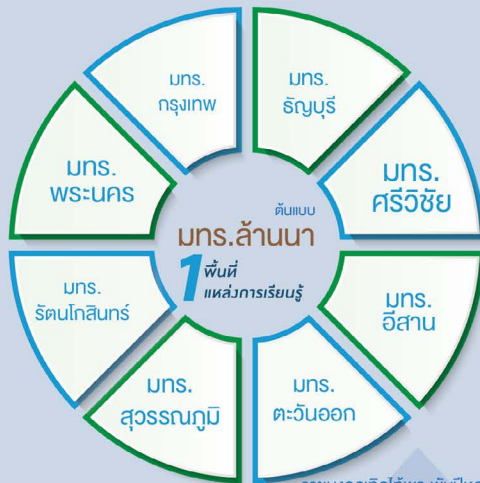 มทร.
กรุงเทพ
มทร.
ธัญบุรี
มทร.
ศรีวิชัย
มทร.
อีสาน
มทร.
ตะวันออก
มทร.
สุวรรณภูมิ
มทร.
รัตนโกสินทร์
มทร.
พระนคร
ต้นแบบ
มทร.ล้านนา
1 พื้นที่
แหล่งการเรียนรู้